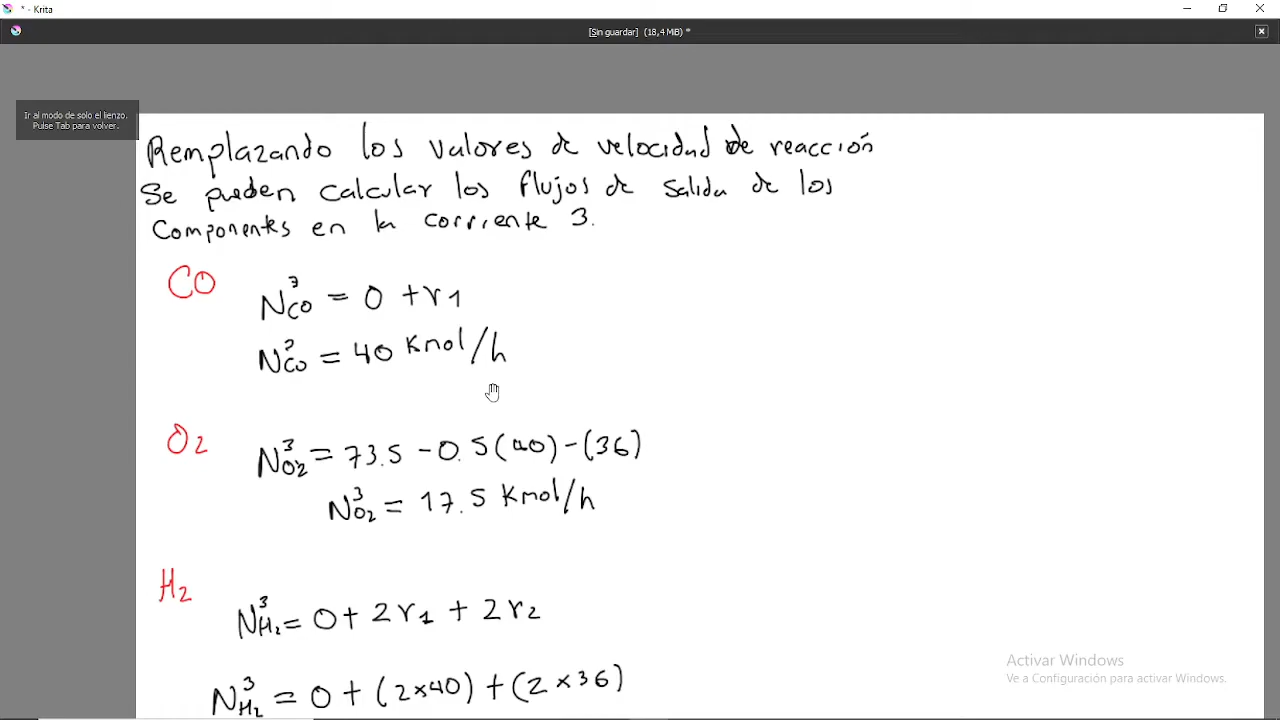 * - Krita
[Sin guardar] (18,4 MiB) *
Ir al modo de solo el lienzo.
Pulse Tab para volver.
Remplazando los valores de velocidad de reacción
Se pueden calcular los flujos de salida de los
Componentes en la corriente 3.
CO
N³CO = 0 + r1
N³CO = 40 Kmol/h
O2
N³O2 = 73.5 - 0.5(40) - (36)
N³O2 = 17.5 Kmol/h
H2
N³H2 = 0 + 2r1 + 2r2
N³H2 = 0 + (2×40) + (2×36)
Activar Windows
Ve a Configuración para activar Windows.